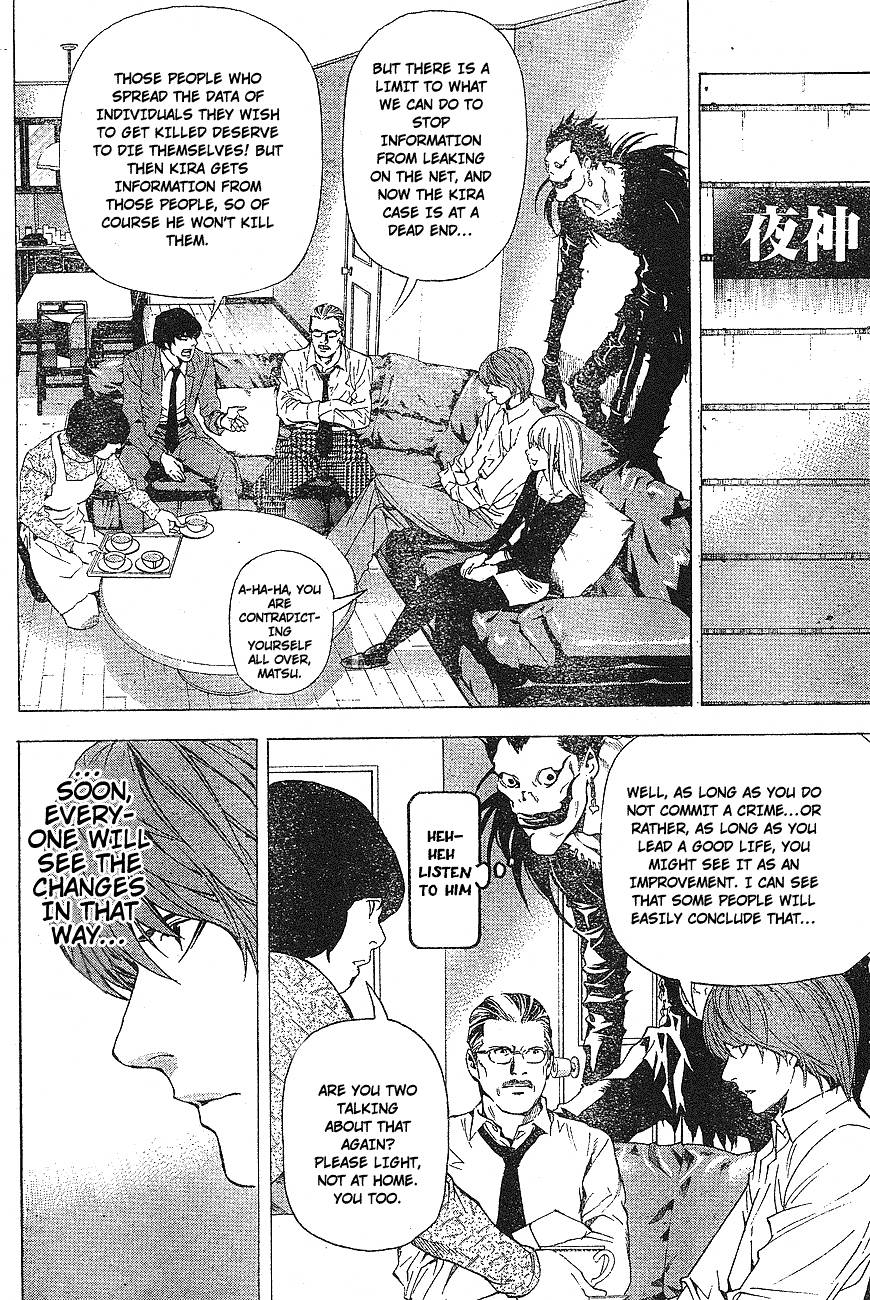 夜神
BUT THERE IS A
LIMIT TO WHAT
WE CAN DO TO
STOP
INFORMATION
FROM LEAKING
ON THE NET, AND
NOW THE KIRA
CASE IS AT A
DEAD END...
THOSE PEOPLE WHO
SPREAD THE DATA OF
INDIVIDUALS THEY WISH
TO GET KILLED DESERVE
TO DIE THEMSELVES! BUT
THEN KIRA GETS
INFORMATION FROM
THOSE PEOPLE, SO OF
COURSE HE WON'T KILL
THEM.
A-HA-HA, YOU
ARE
CONTRADICT-
ING
YOURSELF
ALL OVER,
MATSU.
WELL, AS LONG AS YOU DO
NOT COMMIT A CRIME...OR
RATHER, AS LONG AS YOU
LEAD A GOOD LIFE, YOU
MIGHT SEE IT AS AN
IMPROVEMENT. I CAN SEE
THAT SOME PEOPLE WILL
EASILY CONCLUDE THAT...
HEH-
HEH
LISTEN
TO HIM
ARE YOU TWO
TALKING
ABOUT THAT
AGAIN?
PLEASE LIGHT,
NOT AT HOME.
YOU TOO.
...
SOON,
EVERY-
ONE WILL
SEE THE
CHANGES
IN THAT
WAY...